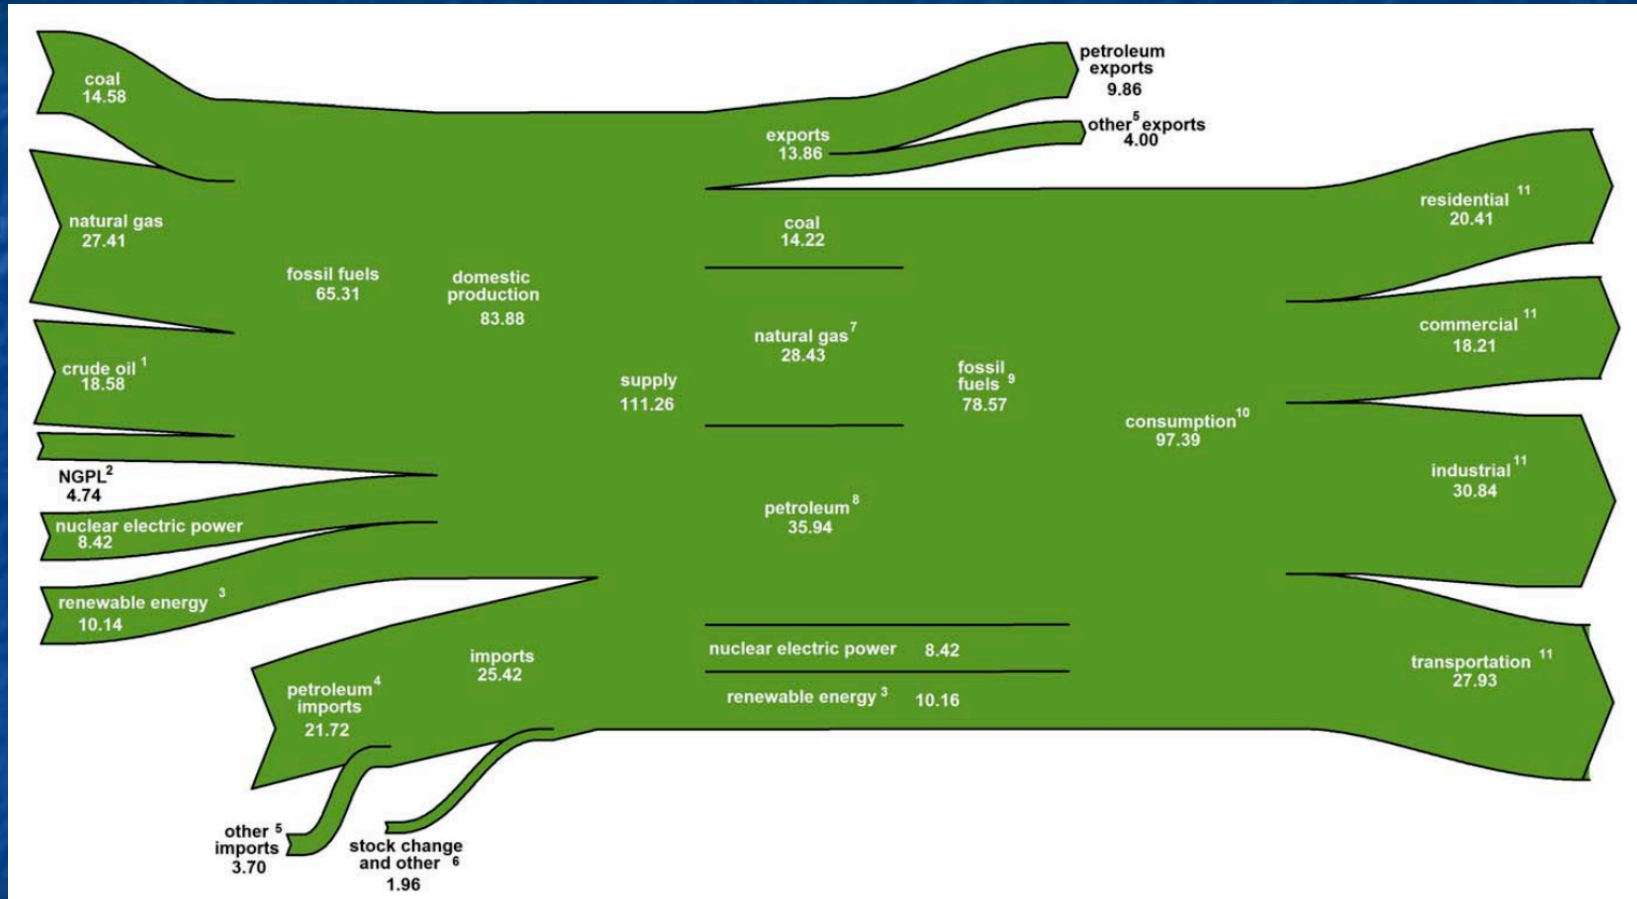 coal
14.58
natural gas
27.41
crude oil 1
18.58
NGPL2
4.74
nuclear electric power
8.42
renewable energy 3
10.14
fossil fuels
65.31
domestic
production
83.88
petroleum4
imports
21.72
imports
25.42
other 5
imports
3.70
stock change
and other 6
1.96
supply
111.26
exports
13.86
petroleum
exports
9.86
other5 exports
4.00
coal
14.22
natural gas7
28.43
petroleum8
35.94
nuclear electric power 8.42
renewable energy 3 10.16
fossil
fuels 9
78.57
consumption10
97.39
residential 11
20.41
commercial 11
18.21
industrial 11
30.84
transportation 11
27.93